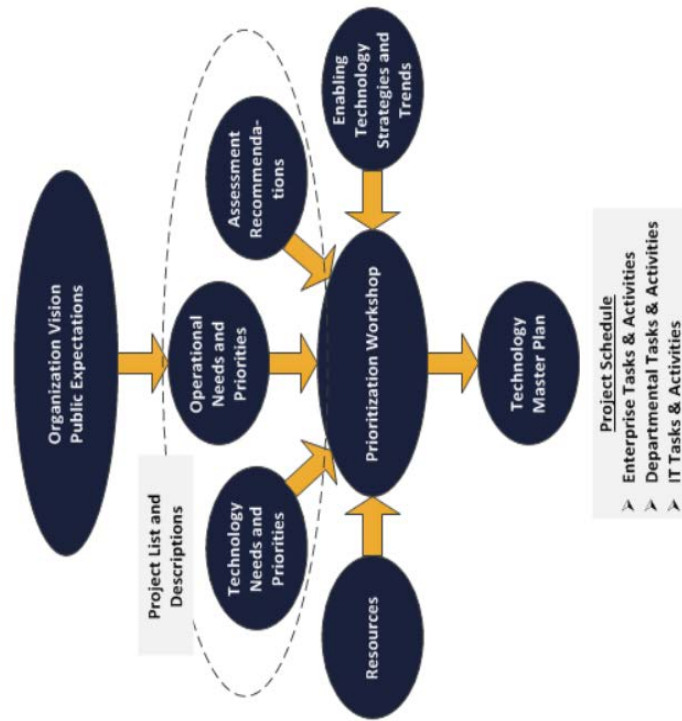 Organization Vision
Public Expectations
Project List and
Descriptions
Technology
Needs and
Priorities
Operational
Needs and
Priorities
Assessment
Recommenda-
tions
Resources
Prioritization Workshop
Enabling
Technology
Strategies and
Trends
Technology
Master Plan
Project Schedule
➢ Enterprise Tasks & Activities
➢ Departmental Tasks & Activities
➢ IT Tasks & Activities